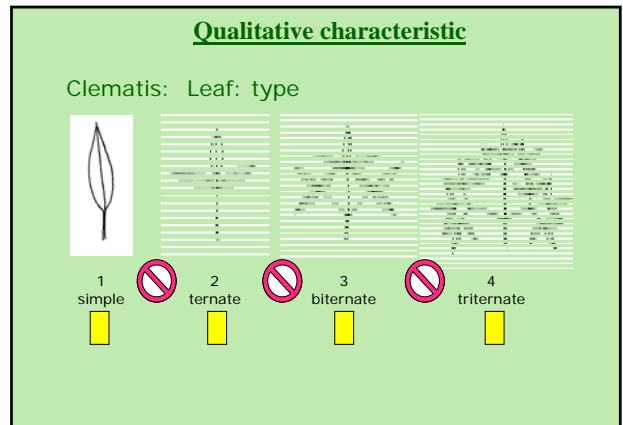 Qualitative characteristic
Clematis: Leaf: type
1 2 3 4
simple ternate biternate triternate